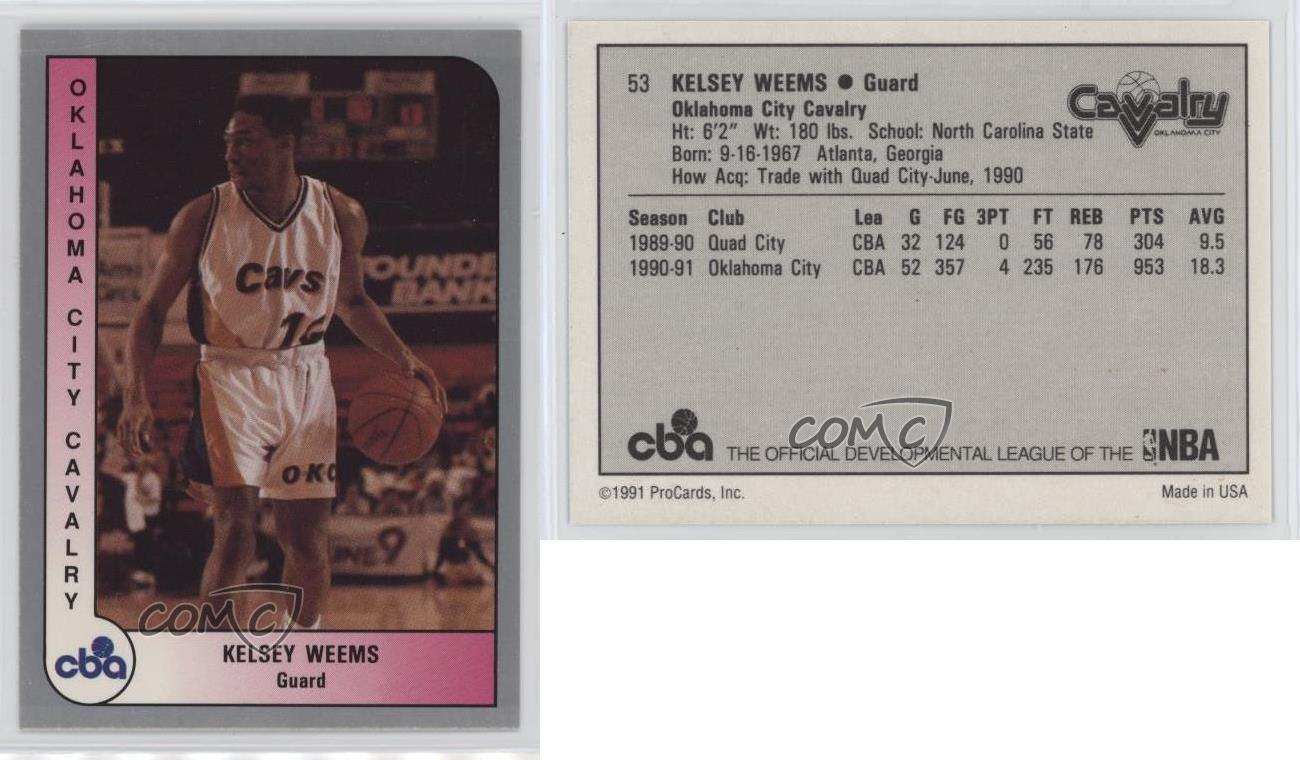 OKLAHOMA CITY CAVALRY
Cavs
12
OKC
FOUNDE
BANK
INE 9
COMC
cba
KELSEY WEEMS
Guard
53 KELSEY WEEMS ● Guard
Oklahoma City Cavalry
Ht: 6'2" Wt: 180 lbs. School: North Carolina State
Born: 9-16-1967 Atlanta, Georgia
How Acq: Trade with Quad City-June, 1990
Cavalry
OKLAHOMA CITY
Season Club Lea G FG 3PT FT REB PTS AVG
1989-90 Quad City CBA 32 124 0 56 78 304 9.5
1990-91 Oklahoma City CBA 52 357 4 235 176 953 18.3
COMC
cba THE OFFICIAL DEVELOPMENTAL LEAGUE OF THE NBA
©1991 ProCards, Inc. Made in USA